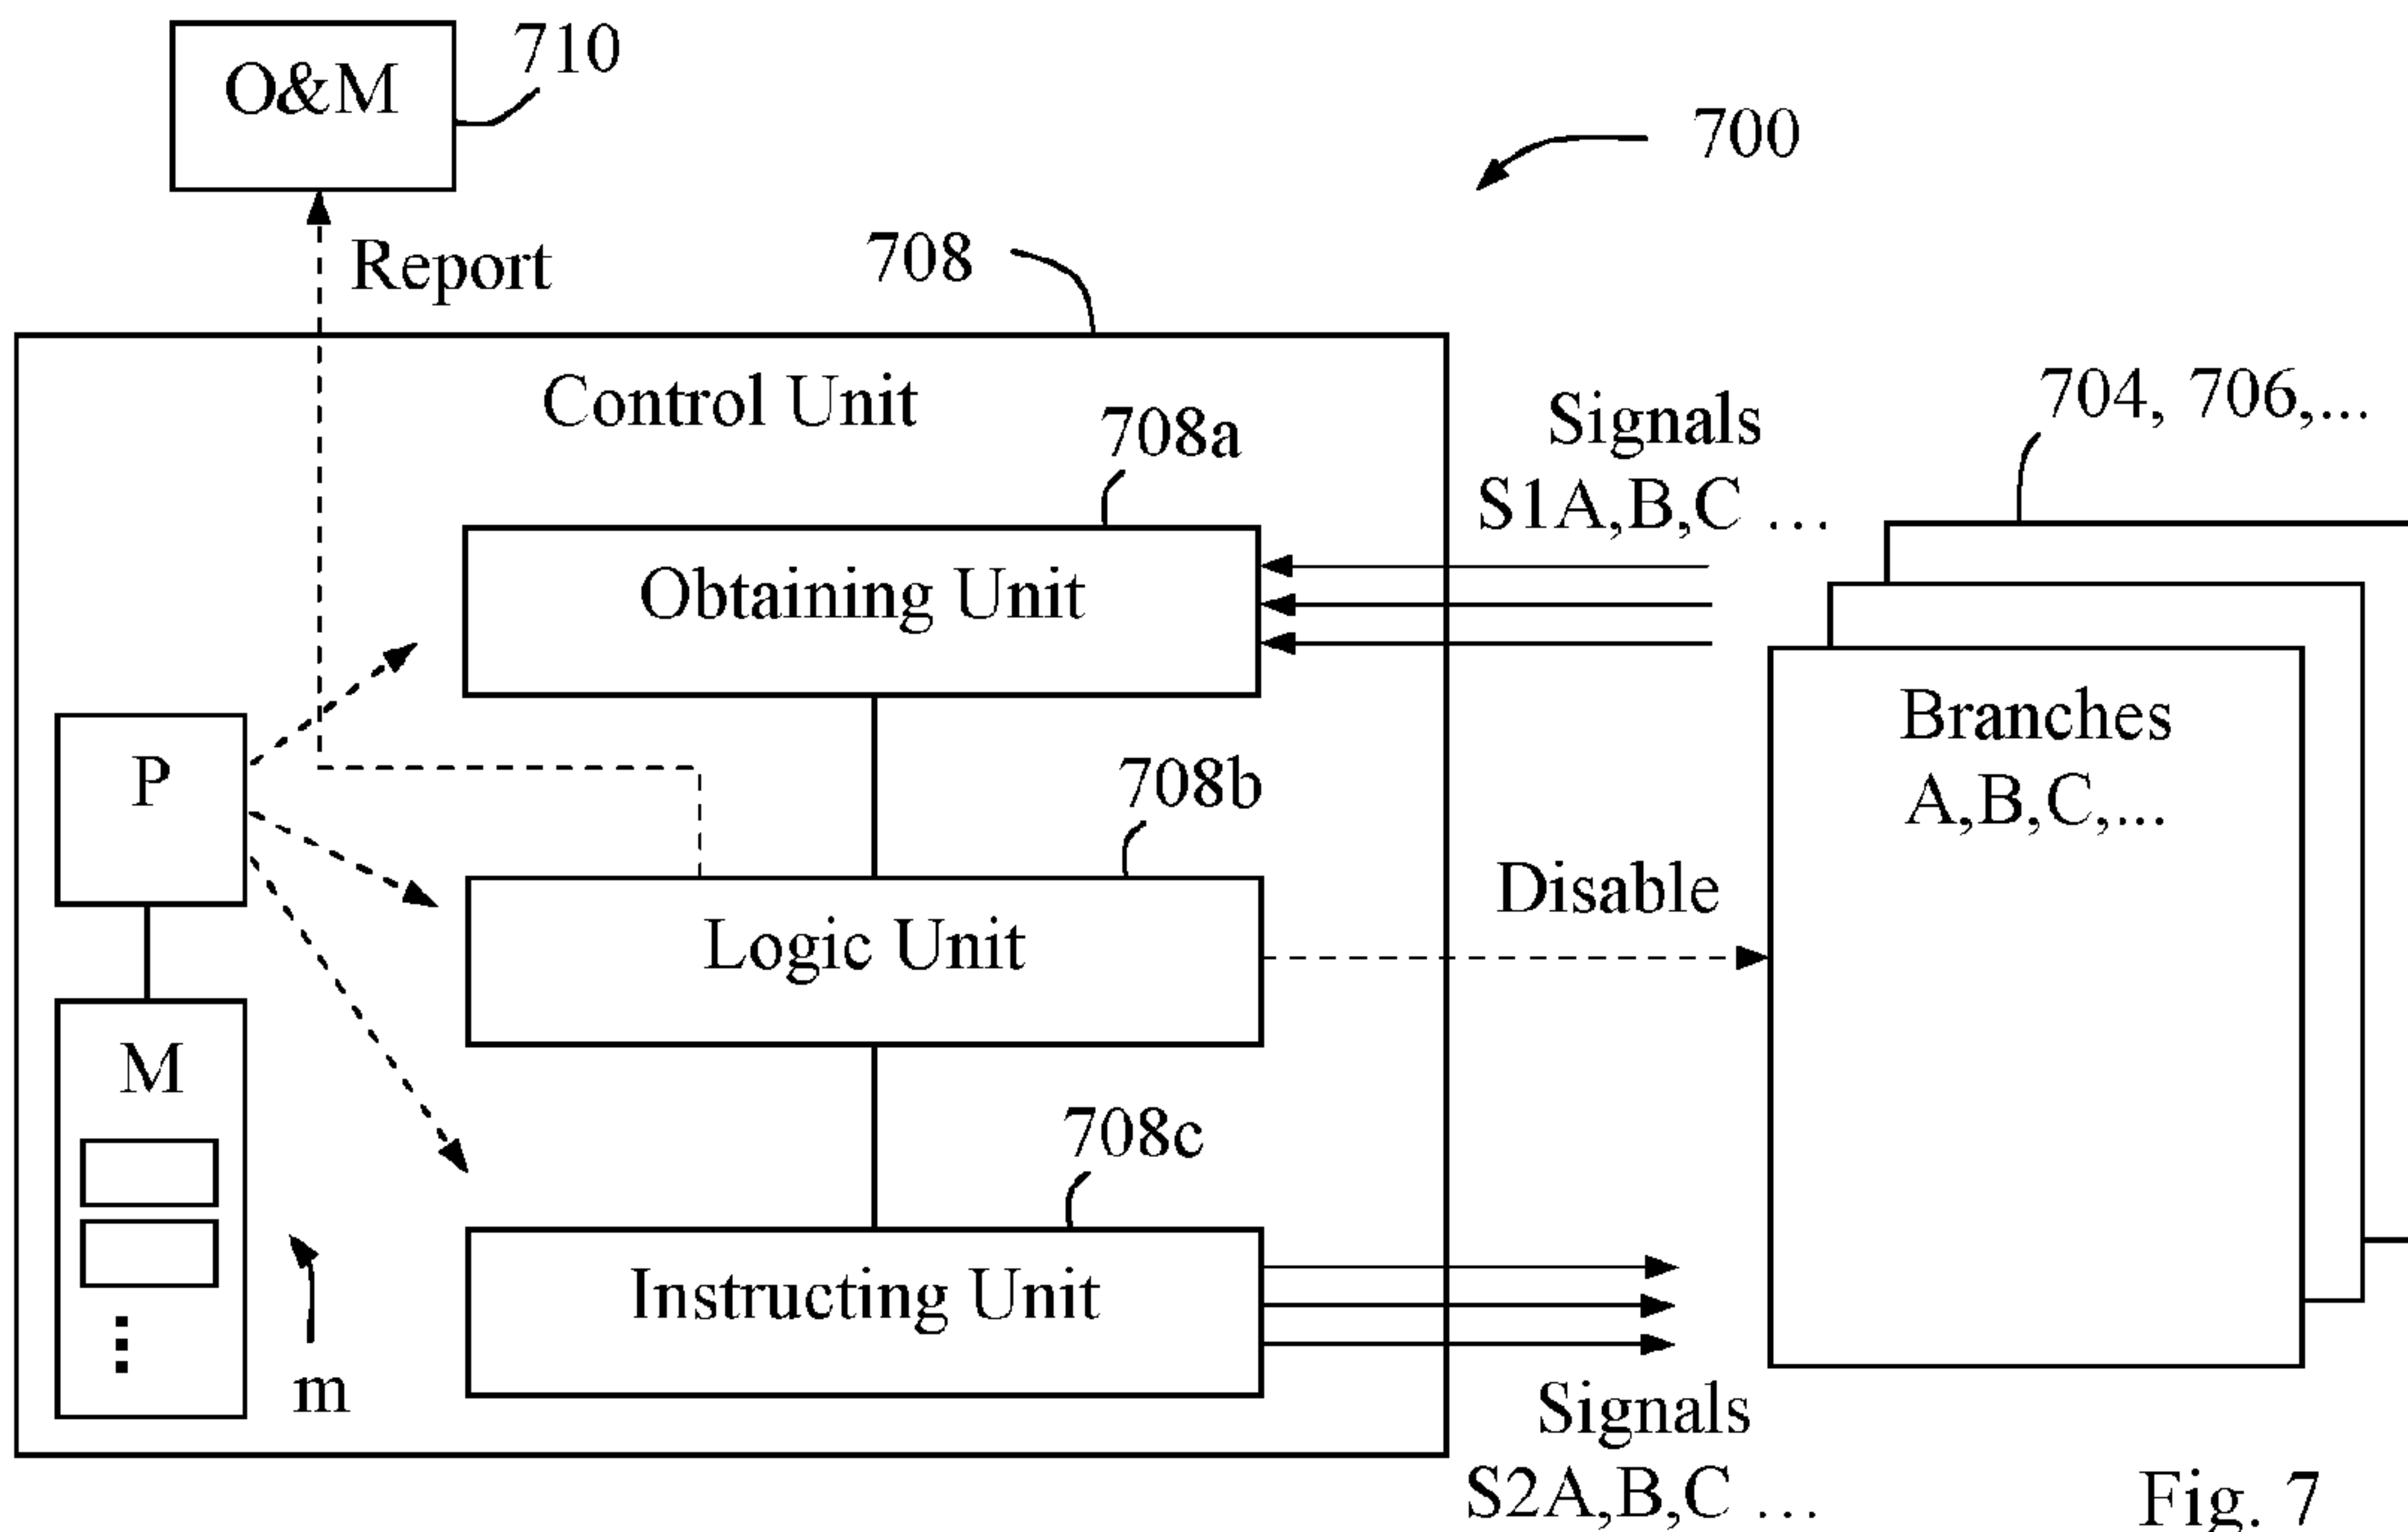 O&M
710
700
Report
708
Control Unit
708a
Signals
S1A,B,C ...
704, 706,...
Obtaining Unit
Branches
A,B,C,...
P
708b
Disable
Logic Unit
M
708c
Instructing Unit
m
Signals
S2A,B,C ...
Fig. 7